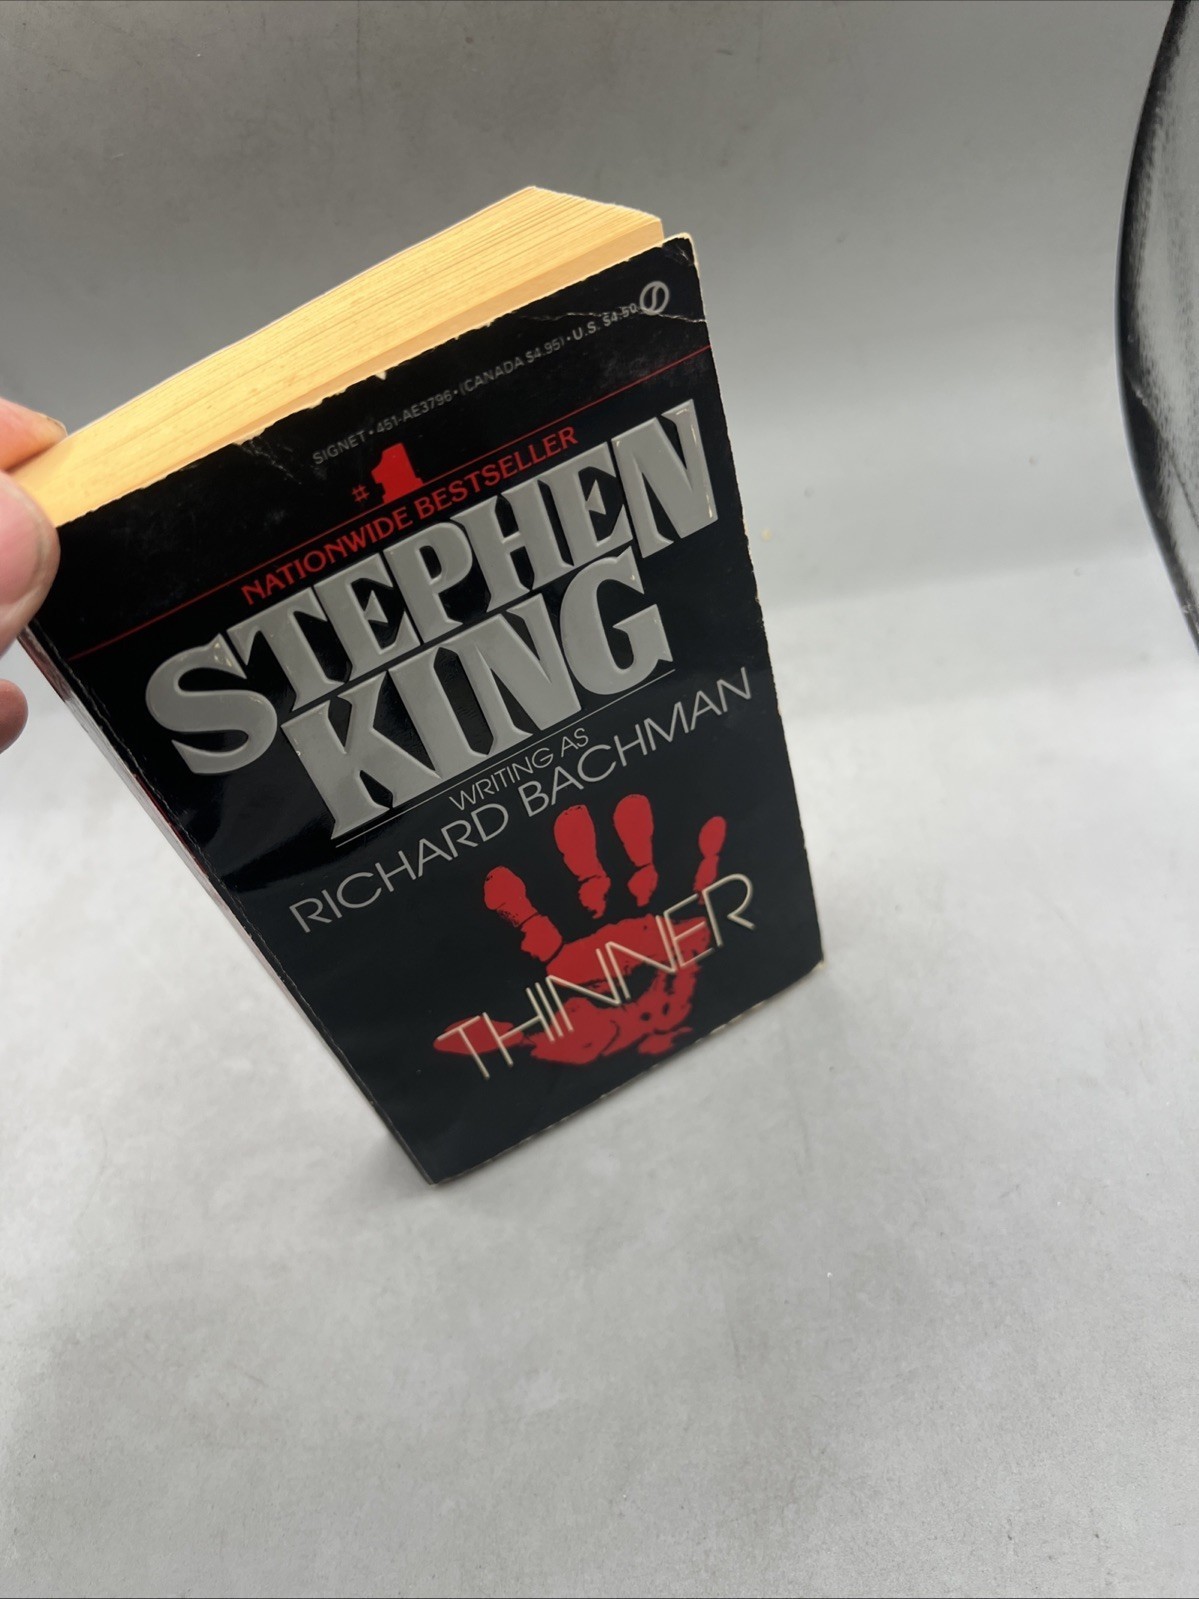 SIGNET • 451-AE3796 • (CANADA $4.95) • U.S. $4.50
#1
NATIONWIDE BESTSELLER
STEPHEN
KING
WRITING AS
RICHARD BACHMAN
THINNER